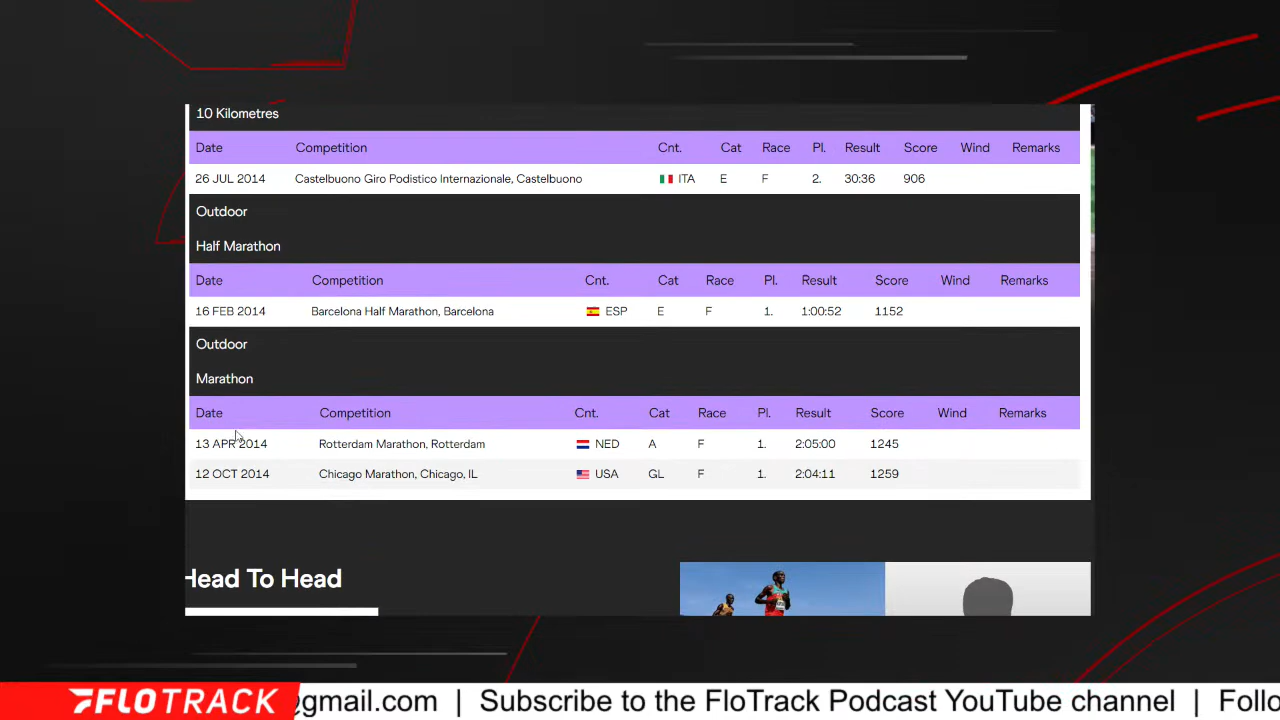 10 Kilometres
Date Competition Cnt. Cat Race Pl. Result Score Wind Remarks
26 JUL 2014 Castelbuono Giro Podistico Internazionale, Castelbuono ITA E F 2. 30:36 906
Outdoor
Half Marathon
Date Competition Cnt. Cat Race Pl. Result Score Wind Remarks
16 FEB 2014 Barcelona Half Marathon, Barcelona ESP E F 1. 1:00:52 1152
Outdoor
Marathon
Date Competition Cnt. Cat Race Pl. Result Score Wind Remarks
13 APR 2014 Rotterdam Marathon, Rotterdam NED A F 1. 2:05:00 1245
12 OCT 2014 Chicago Marathon, Chicago, IL USA GL F 1. 2:04:11 1259
Head To Head
FLOTRACK @gmail.com | Subscribe to the FloTrack Podcast YouTube channel | Follo